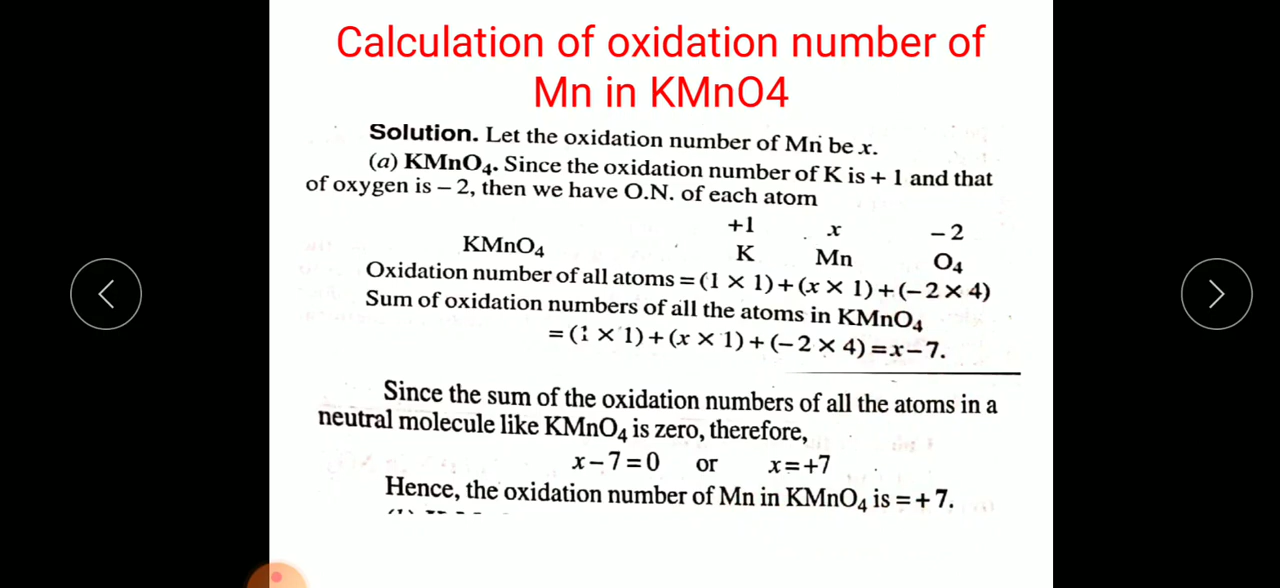 Calculation of oxidation number of
Mn in KMnO4
Solution. Let the oxidation number of Mn be x.
(a) KMnO₄. Since the oxidation number of K is + 1 and that
of oxygen is – 2, then we have O.N. of each atom
+1 x – 2
KMnO₄ K Mn O₄
Oxidation number of all atoms = (1 × 1) + (x × 1) + (– 2 × 4)
Sum of oxidation numbers of all the atoms in KMnO₄
= (1 × 1) + (x × 1) + (– 2 × 4) = x – 7.
Since the sum of the oxidation numbers of all the atoms in a
neutral molecule like KMnO₄ is zero, therefore,
x – 7 = 0 or x = +7
Hence, the oxidation number of Mn in KMnO₄ is = + 7.